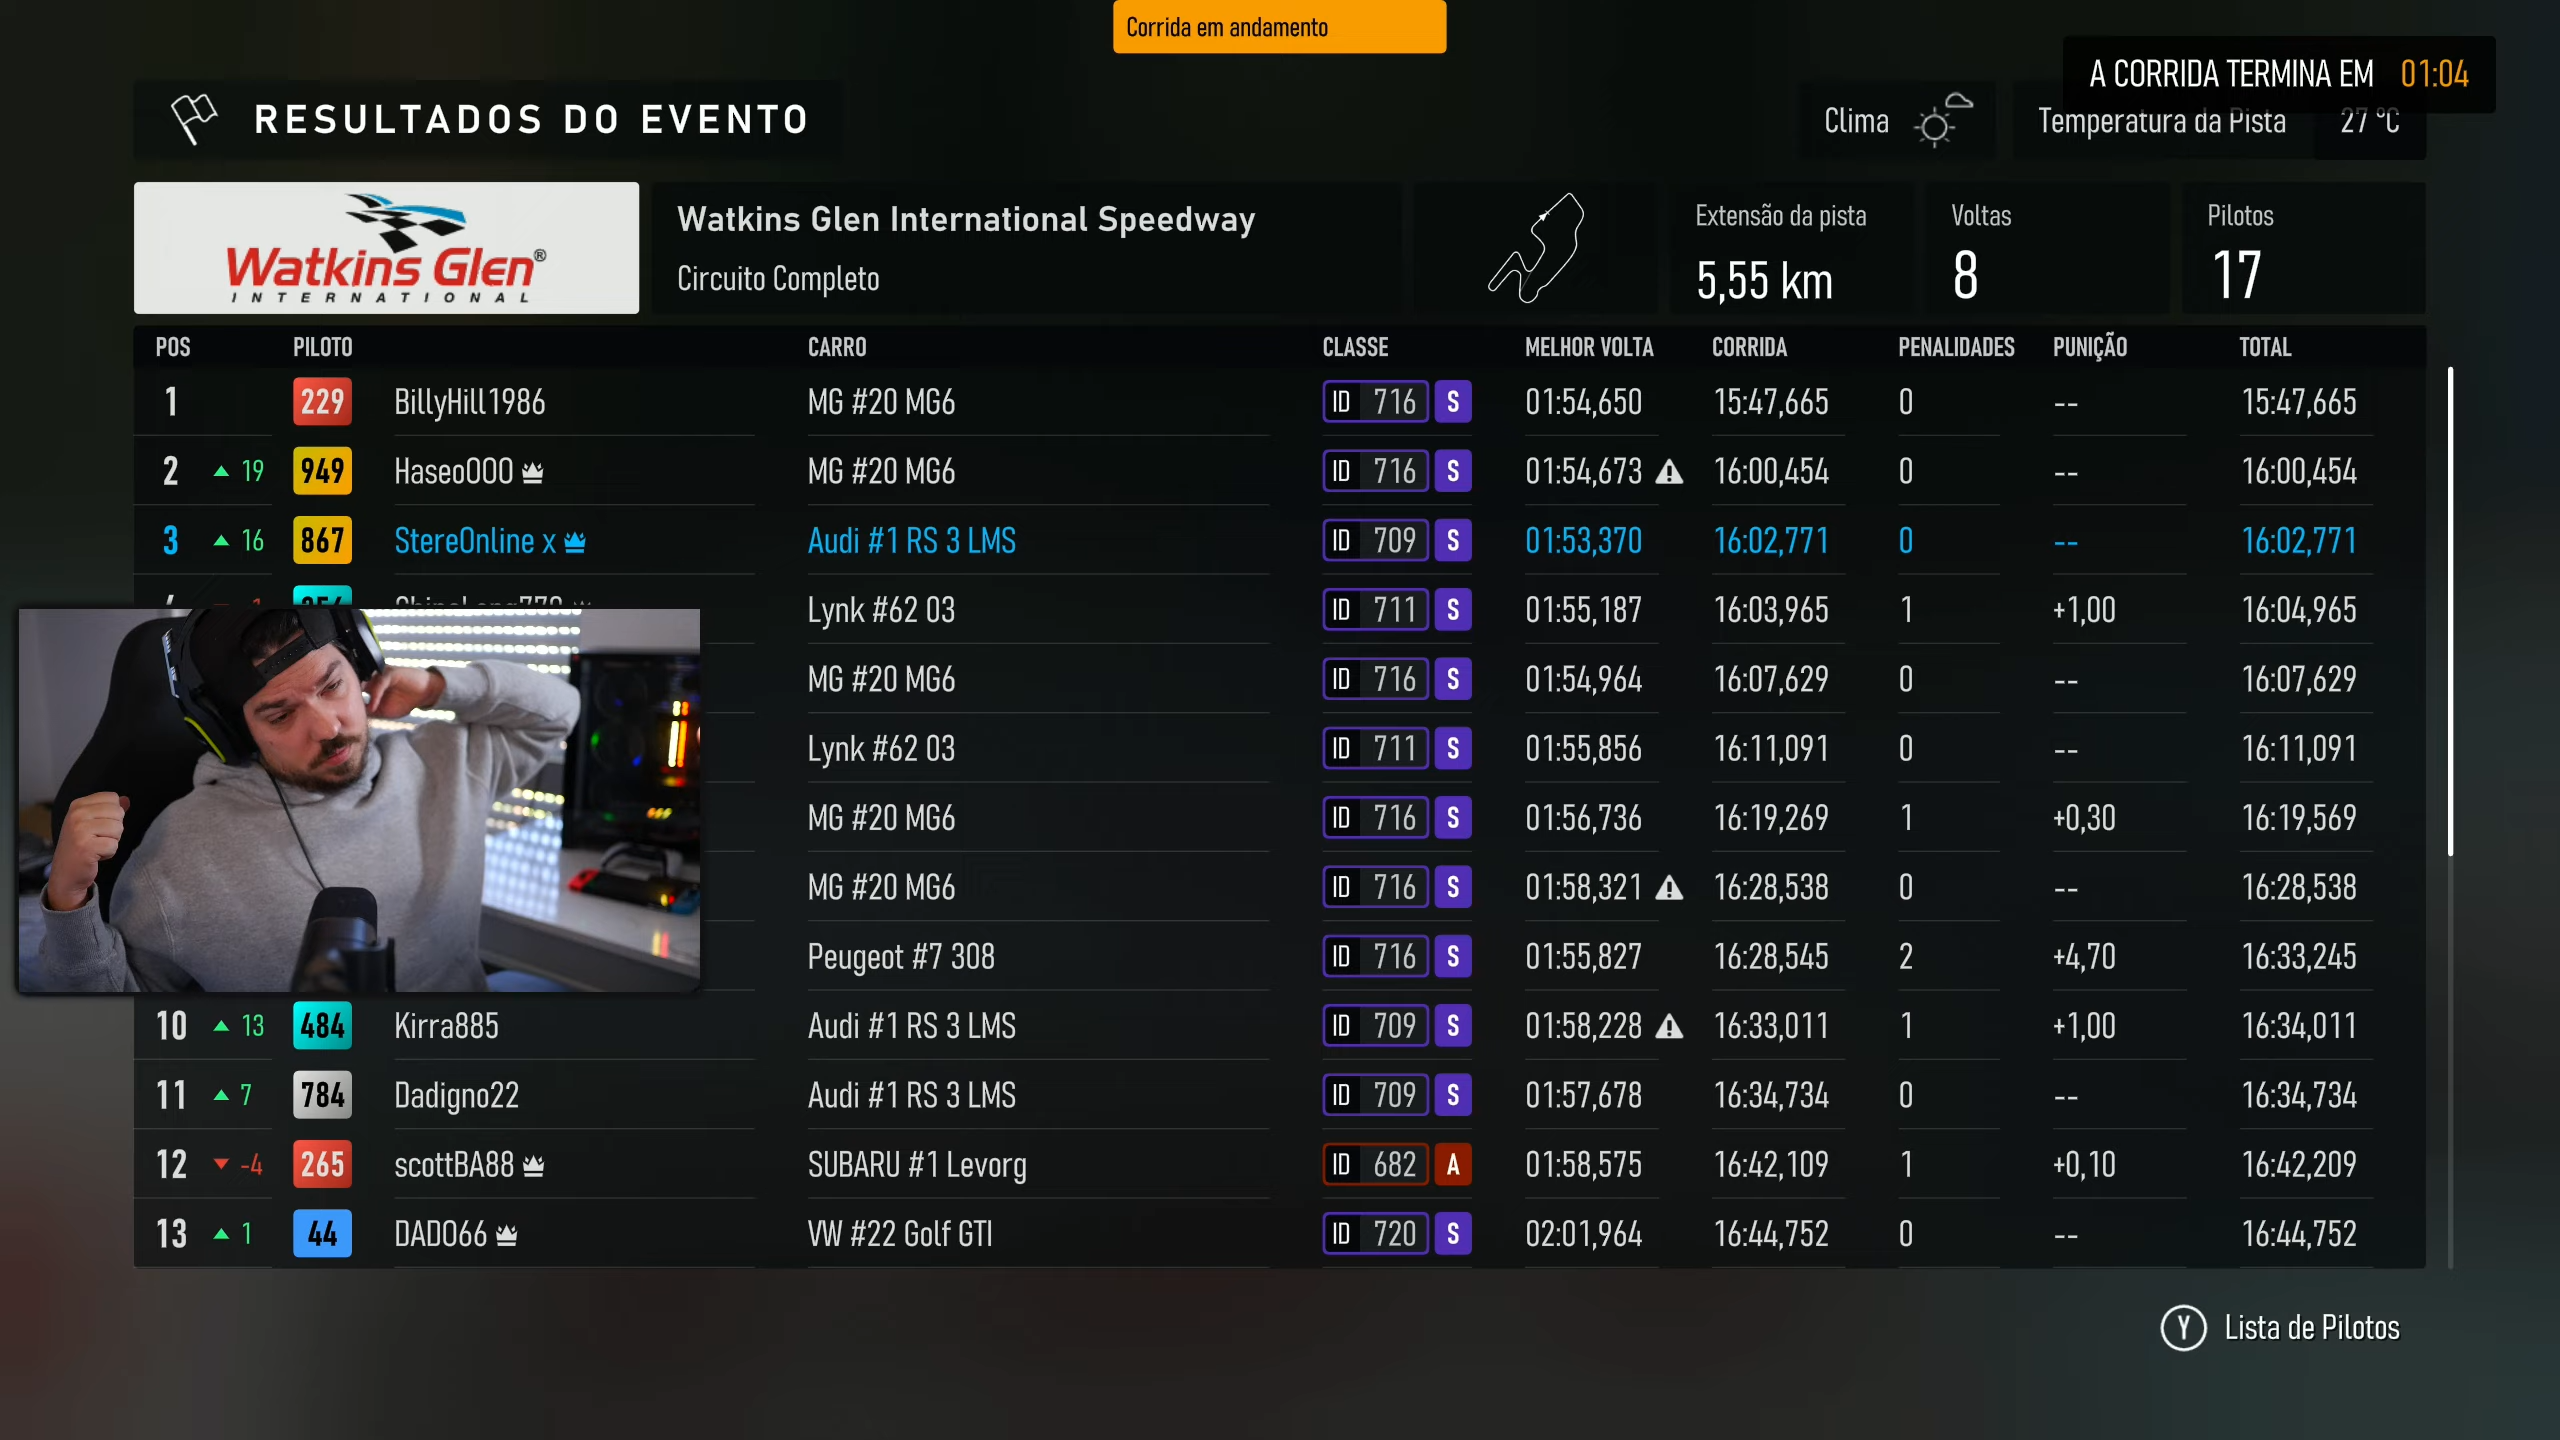 Corrida em andamento
A CORRIDA TERMINA EM 01:04
RESULTADOS DO EVENTO
Clima
Temperatura da Pista 27 °C
Watkins Glen®
INTERNATIONAL
Watkins Glen International Speedway
Circuito Completo
Extensão da pista
5,55 km
Voltas
8
Pilotos
17
POS PILOTO CARRO CLASSE MELHOR VOLTA CORRIDA PENALIDADES PUNIÇÃO TOTAL
1 229 BillyHill1986 MG #20 MG6 ID 716 S 01:54,650 15:47,665 0 -- 15:47,665
2 19 949 Haseo000 MG #20 MG6 ID 716 S 01:54,673 16:00,454 0 -- 16:00,454
3 16 867 StereOnline x Audi #1 RS 3 LMS ID 709 S 01:53,370 16:02,771 0 -- 16:02,771
Lynk #62 03 ID 711 S 01:55,187 16:03,965 1 +1,00 16:04,965
MG #20 MG6 ID 716 S 01:54,964 16:07,629 0 -- 16:07,629
Lynk #62 03 ID 711 S 01:55,856 16:11,091 0 -- 16:11,091
MG #20 MG6 ID 716 S 01:56,736 16:19,269 1 +0,30 16:19,569
MG #20 MG6 ID 716 S 01:58,321 16:28,538 0 -- 16:28,538
Peugeot #7 308 ID 716 S 01:55,827 16:28,545 2 +4,70 16:33,245
10 13 484 Kirra885 Audi #1 RS 3 LMS ID 709 S 01:58,228 16:33,011 1 +1,00 16:34,011
11 7 784 Dadigno22 Audi #1 RS 3 LMS ID 709 S 01:57,678 16:34,734 0 -- 16:34,734
12 -4 265 scottBA88 SUBARU #1 Levorg ID 682 A 01:58,575 16:42,109 1 +0,10 16:42,209
13 1 44 DADO66 VW #22 Golf GTI ID 720 S 02:01,964 16:44,752 0 -- 16:44,752
Y Lista de Pilotos